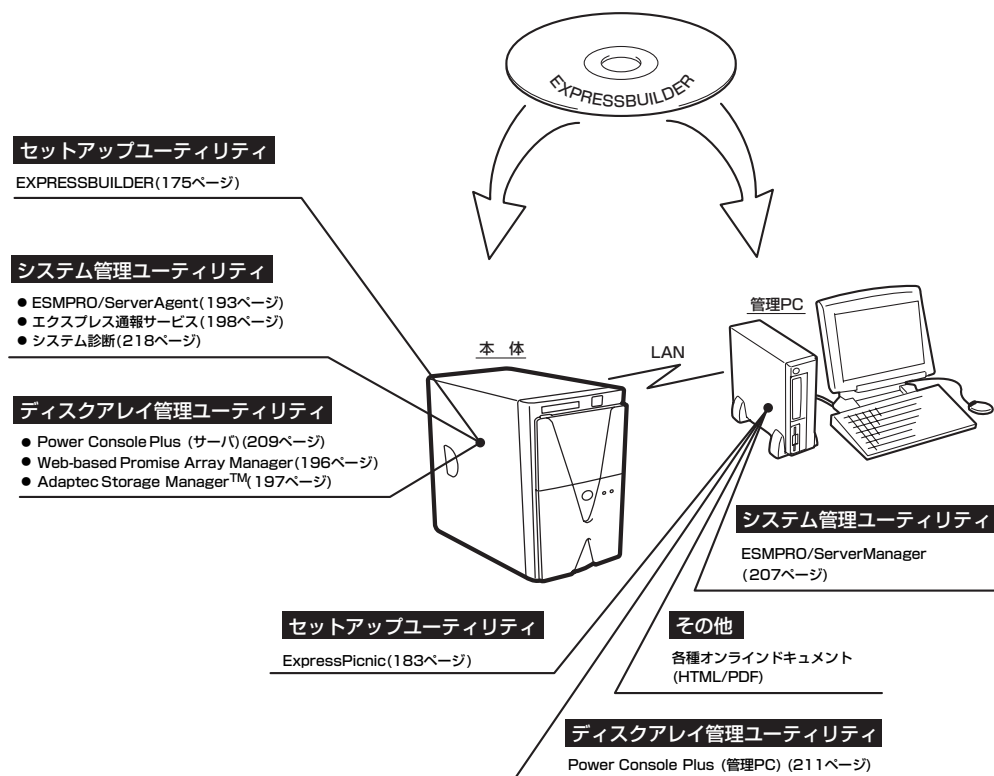 EXPRESSBUILDER
セットアップユーティリティ
EXPRESSBUILDER(175ページ)
システム管理ユーティリティ
● ESMPRO/ServerAgent(193ページ)
● エクスプレス通報サービス(198ページ)
● システム診断(218ページ)
ディスクアレイ管理ユーティリティ
● Power Console Plus (サーバ)(209ページ)
● Web-based Promise Array Manager(196ページ)
● Adaptec Storage Manager™(197ページ)
本 体
LAN
管理PC
システム管理ユーティリティ
ESMPRO/ServerManager
(207ページ)
セットアップユーティリティ
ExpressPicnic(183ページ)
その他
各種オンラインドキュメント
(HTML/PDF)
ディスクアレイ管理ユーティリティ
Power Console Plus (管理PC) (211ページ)